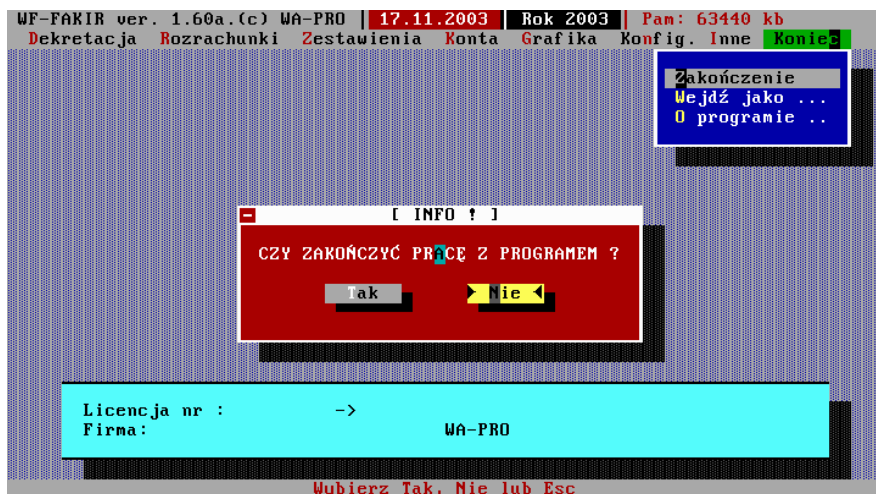 WF-FAKIR ver. 1.60a.(c) WA-PRO | 17.11.2003 | Rok 2003 | Pam: 63440 kb
Dekretacja Rozrachunki Zestawienia Konta Grafika Konfig. Inne Koniec
Zakończenie
Wejdź jako ...
O programie ..
[ INFO ! ]
CZY ZAKOŃCZYĆ PRACĘ Z PROGRAMEM ?
Tak Nie
Licencja nr : ->
Firma: WA-PRO
Wybierz Tak, Nie lub Esc